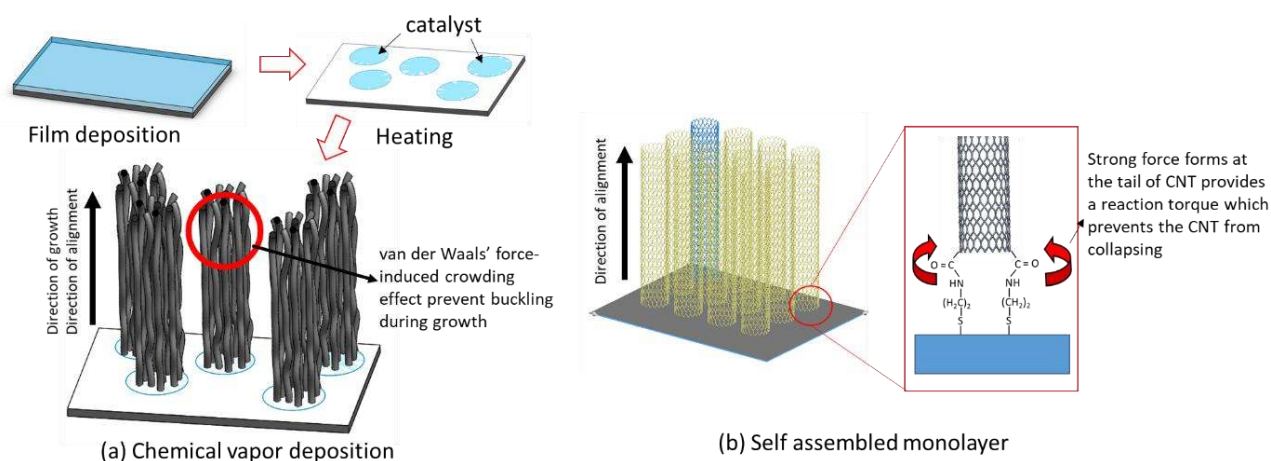 catalyst
Film deposition
Heating
Direction of growth
Direction of alignment
van der Waals’ force-
induced crowding
effect prevent buckling
during growth
(a) Chemical vapor deposition
Direction of alignment
Strong force forms at
the tail of CNT provides
a reaction torque which
prevents the CNT from
collapsing
O=C C=O
HN NH
(H₂C)₂ (CH₂)₂
S S
(b) Self assembled monolayer